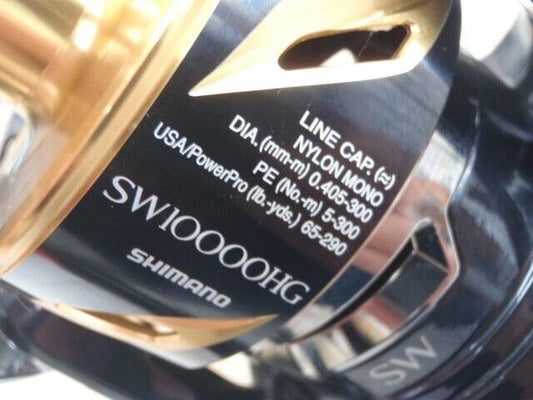 LINE CAP. (≈)
NYLON MONO
DIA. (mm-m) 0.405-300
PE (No.-m) 5-300
USA/PowerPro (lb.-yds.) 65-290
SW10000HG
SHIMANO
SW